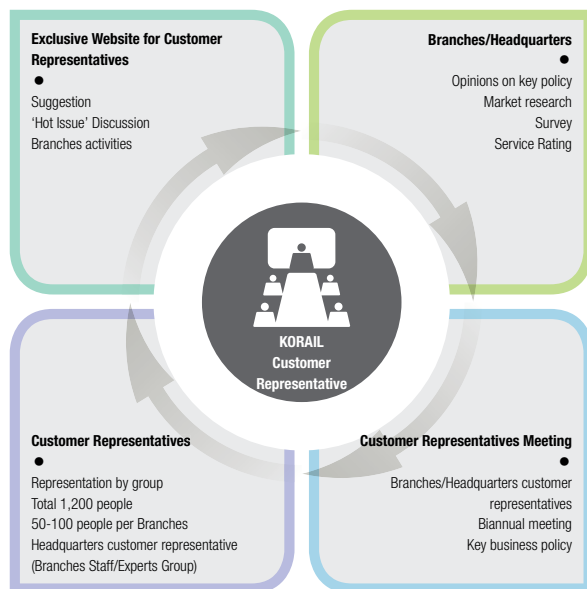 Exclusive Website for Customer
Representatives
●
Suggestion
‘Hot Issue’ Discussion
Branches activities
Branches/Headquarters
●
Opinions on key policy
Market research
Survey
Service Rating
KORAIL
Customer
Representative
Customer Representatives
●
Representation by group
Total 1,200 people
50-100 people per Branches
Headquarters customer representative
(Branches Staff/Experts Group)
Customer Representatives Meeting
●
Branches/Headquarters customer
representatives
Biannual meeting
Key business policy